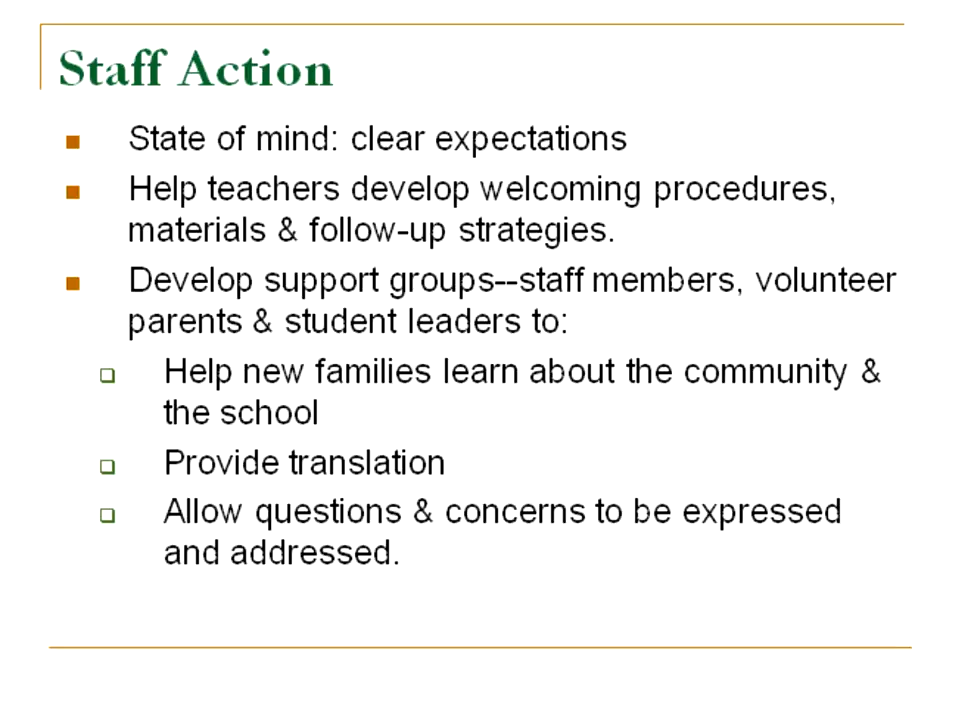 Staff Action
State of mind: clear expectations
Help teachers develop welcoming procedures,
materials & follow-up strategies.
Develop support groups--staff members, volunteer
parents & student leaders to:
Help new families learn about the community &
the school
Provide translation
Allow questions & concerns to be expressed
and addressed.